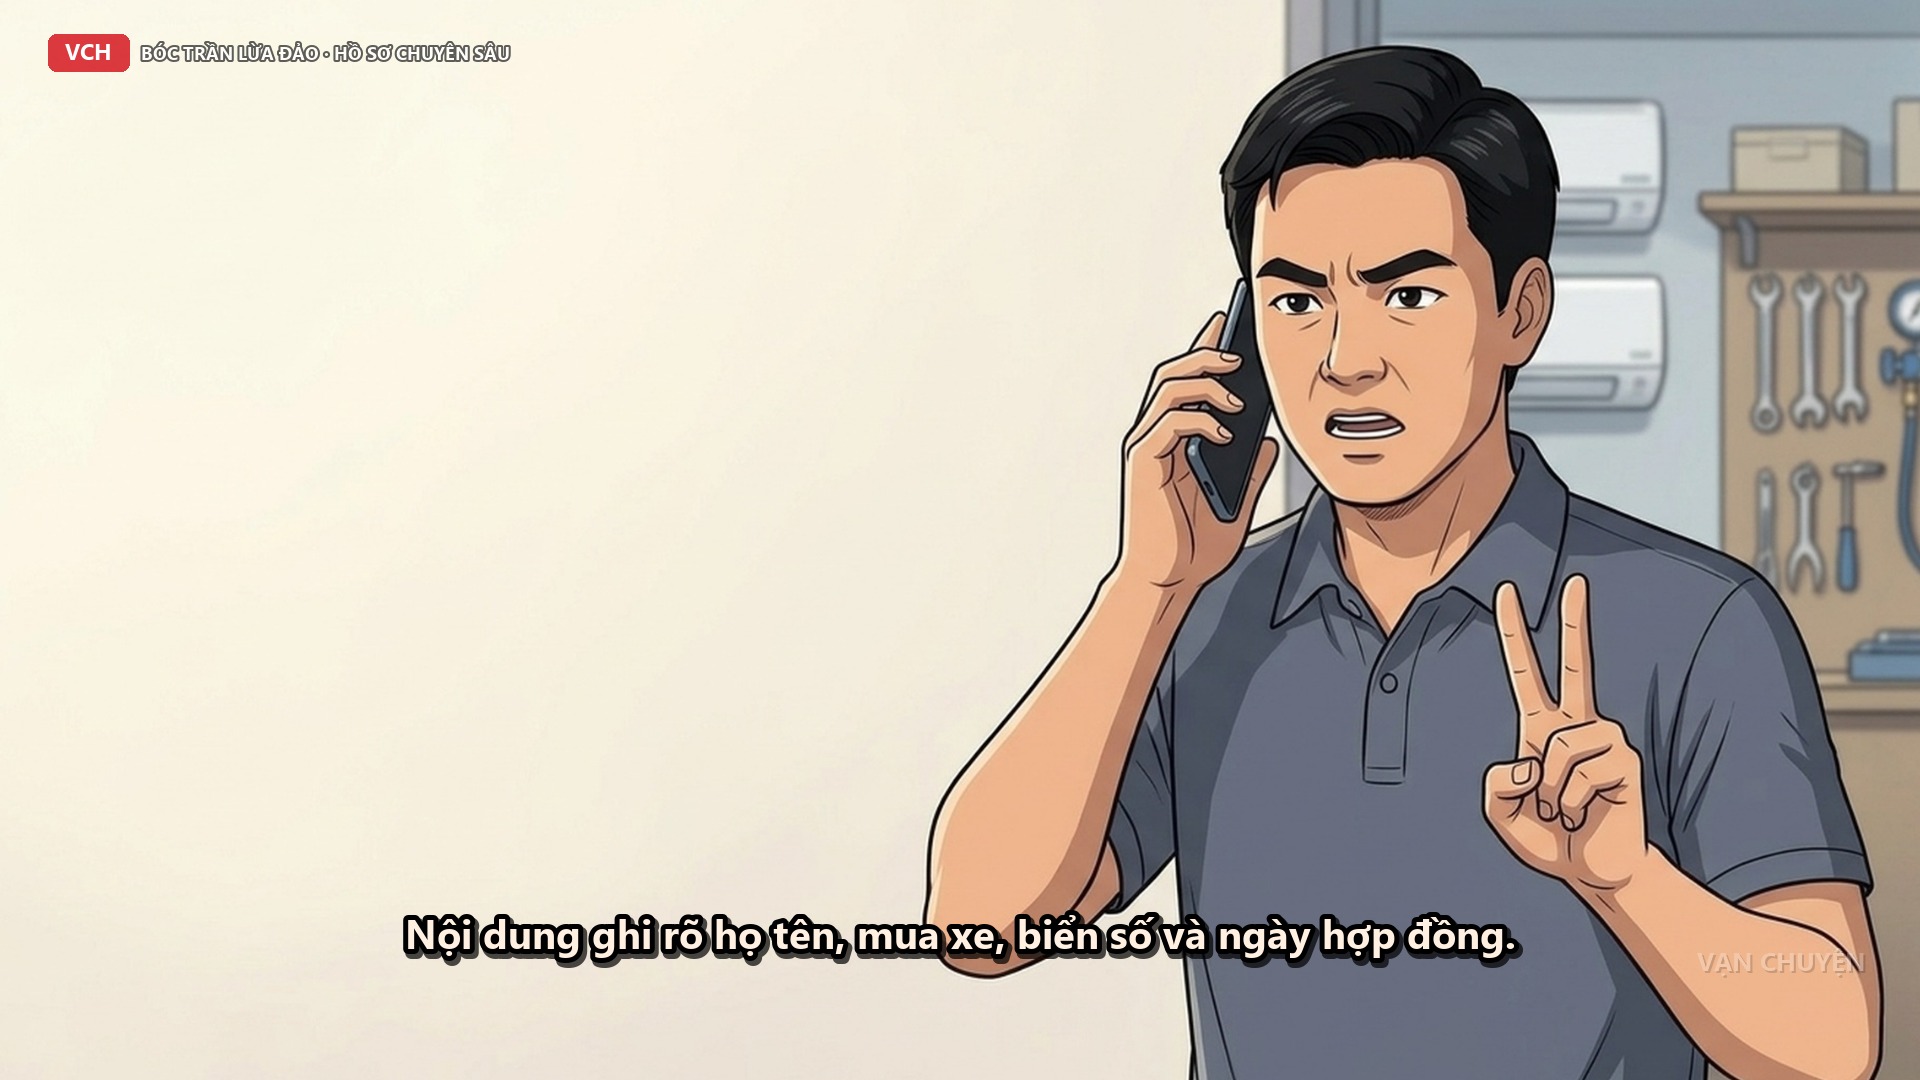 VCH BÓC TRẦN LỪA ĐẢO • HỒ SƠ CHUYÊN SÂU
Nội dung ghi rõ họ tên, mua xe, biển số và ngày hợp đồng.
VẠN CHUYỆN